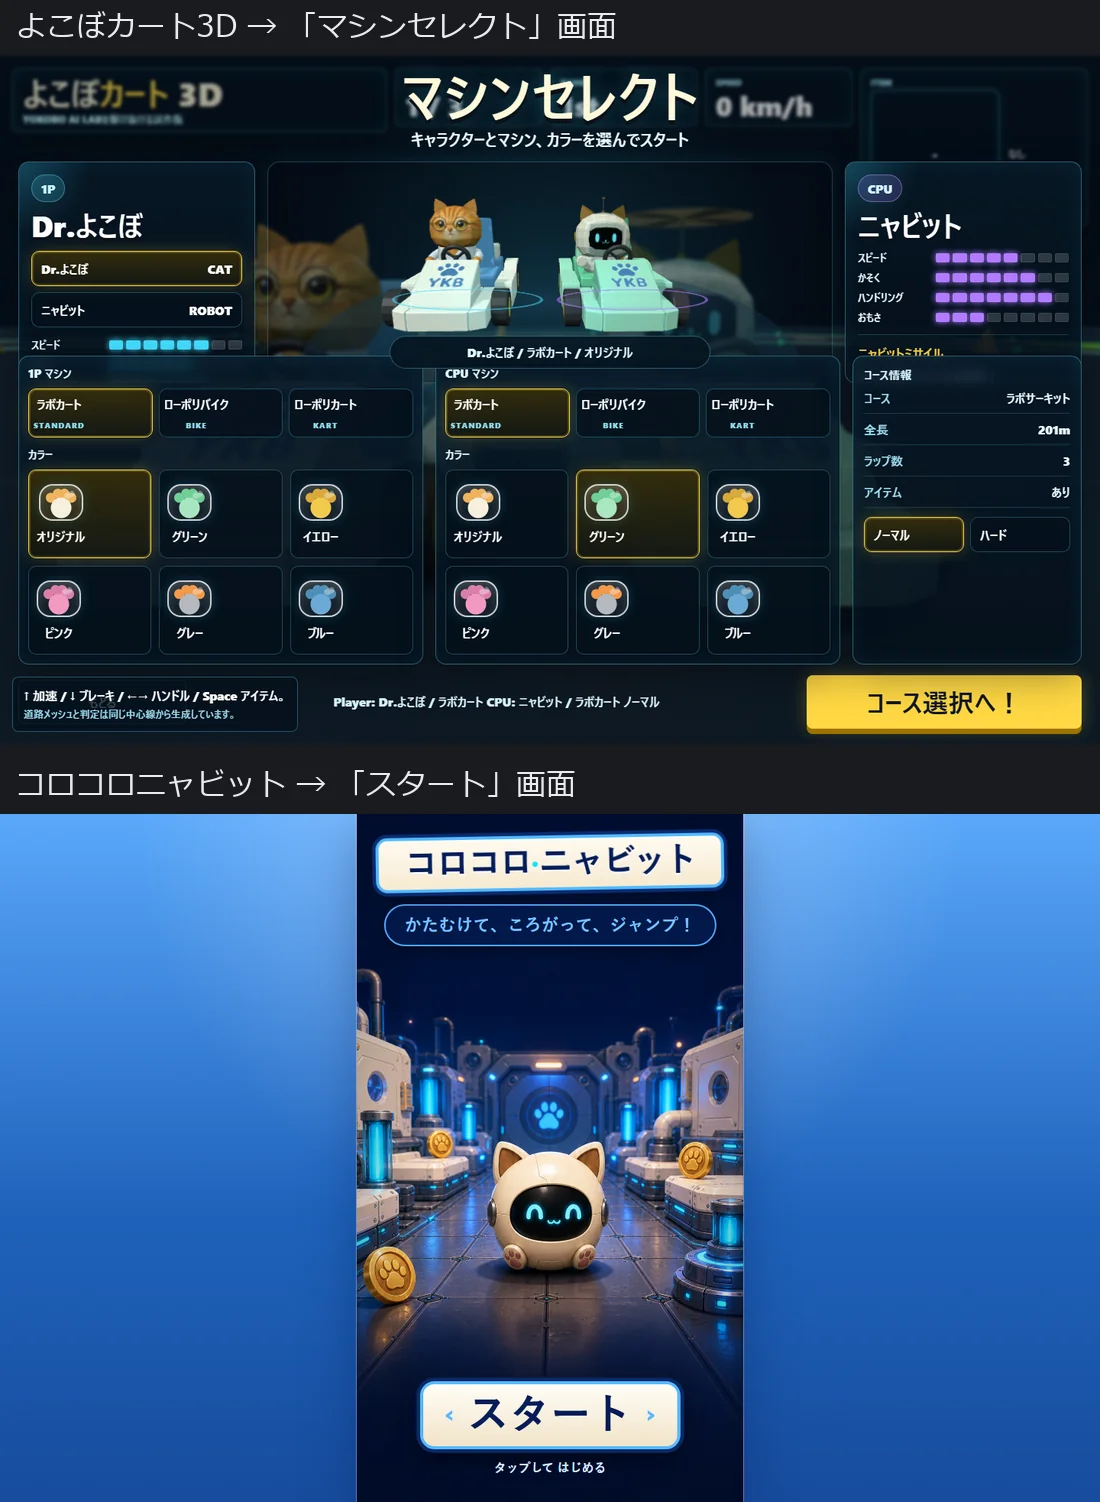 よこぼカート3D → 「マシンセレクト」画面
よこぼカート 3D
マシンセレクト
0 km/h
キャラクターとマシン、カラーを選んでスタート
1P
Dr.よこぼ
Dr.よこぼ CAT
ニャビット ROBOT
スピード
YKB
YKB
Dr.よこぼ / ラボカート / オリジナル
CPU
ニャビット
スピード
かそく
ハンドリング
おもさ
ニャビットミサイル
1P マシン
ラボカート
STANDARD
ローポリバイク
BIKE
ローポリカート
KART
カラー
オリジナル
グリーン
イエロー
ピンク
グレー
ブルー
CPU マシン
ラボカート
STANDARD
ローポリバイク
BIKE
ローポリカート
KART
カラー
オリジナル
グリーン
イエロー
ピンク
グレー
ブルー
コース情報
コース ラボサーキット
全長 201m
ラップ数 3
アイテム あり
ノーマル ハード
↑ 加速 / ↓ ブレーキ / ←→ ハンドル / Space アイテム。
道路メッシュと判定は同じ中心線から生成しています。
Player: Dr.よこぼ / ラボカート CPU: ニャビット / ラボカート ノーマル
コース選択へ！
コロコロニャビット → 「スタート」画面
コロコロ・ニャビット
かたむけて、ころがって、ジャンプ！
‹ スタート ›
タップして はじめる